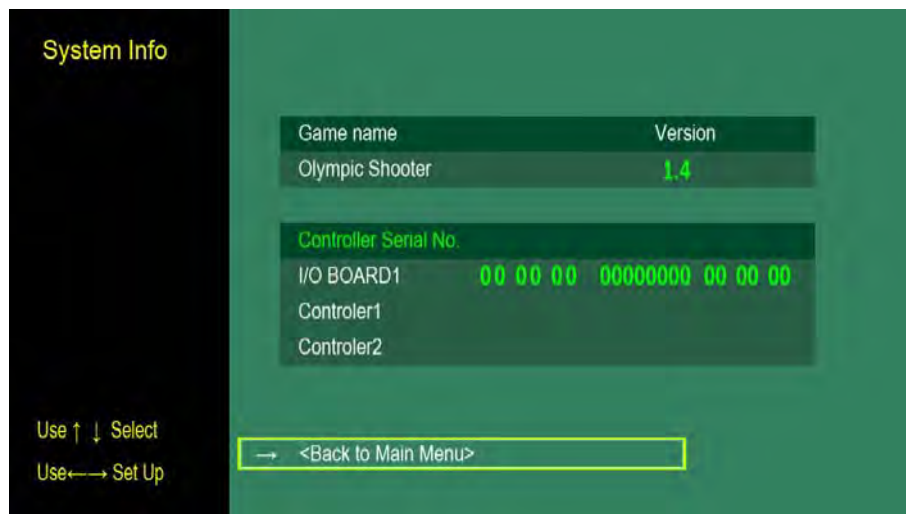 System Info
Game name Version
Olympic Shooter 1.4
Controller Serial No.
I/O BOARD1 00 00 00 00000000 00 00 00
Controler1
Controler2
Use ↑ ↓ Select
Use←→ Set Up
→ <Back to Main Menu>